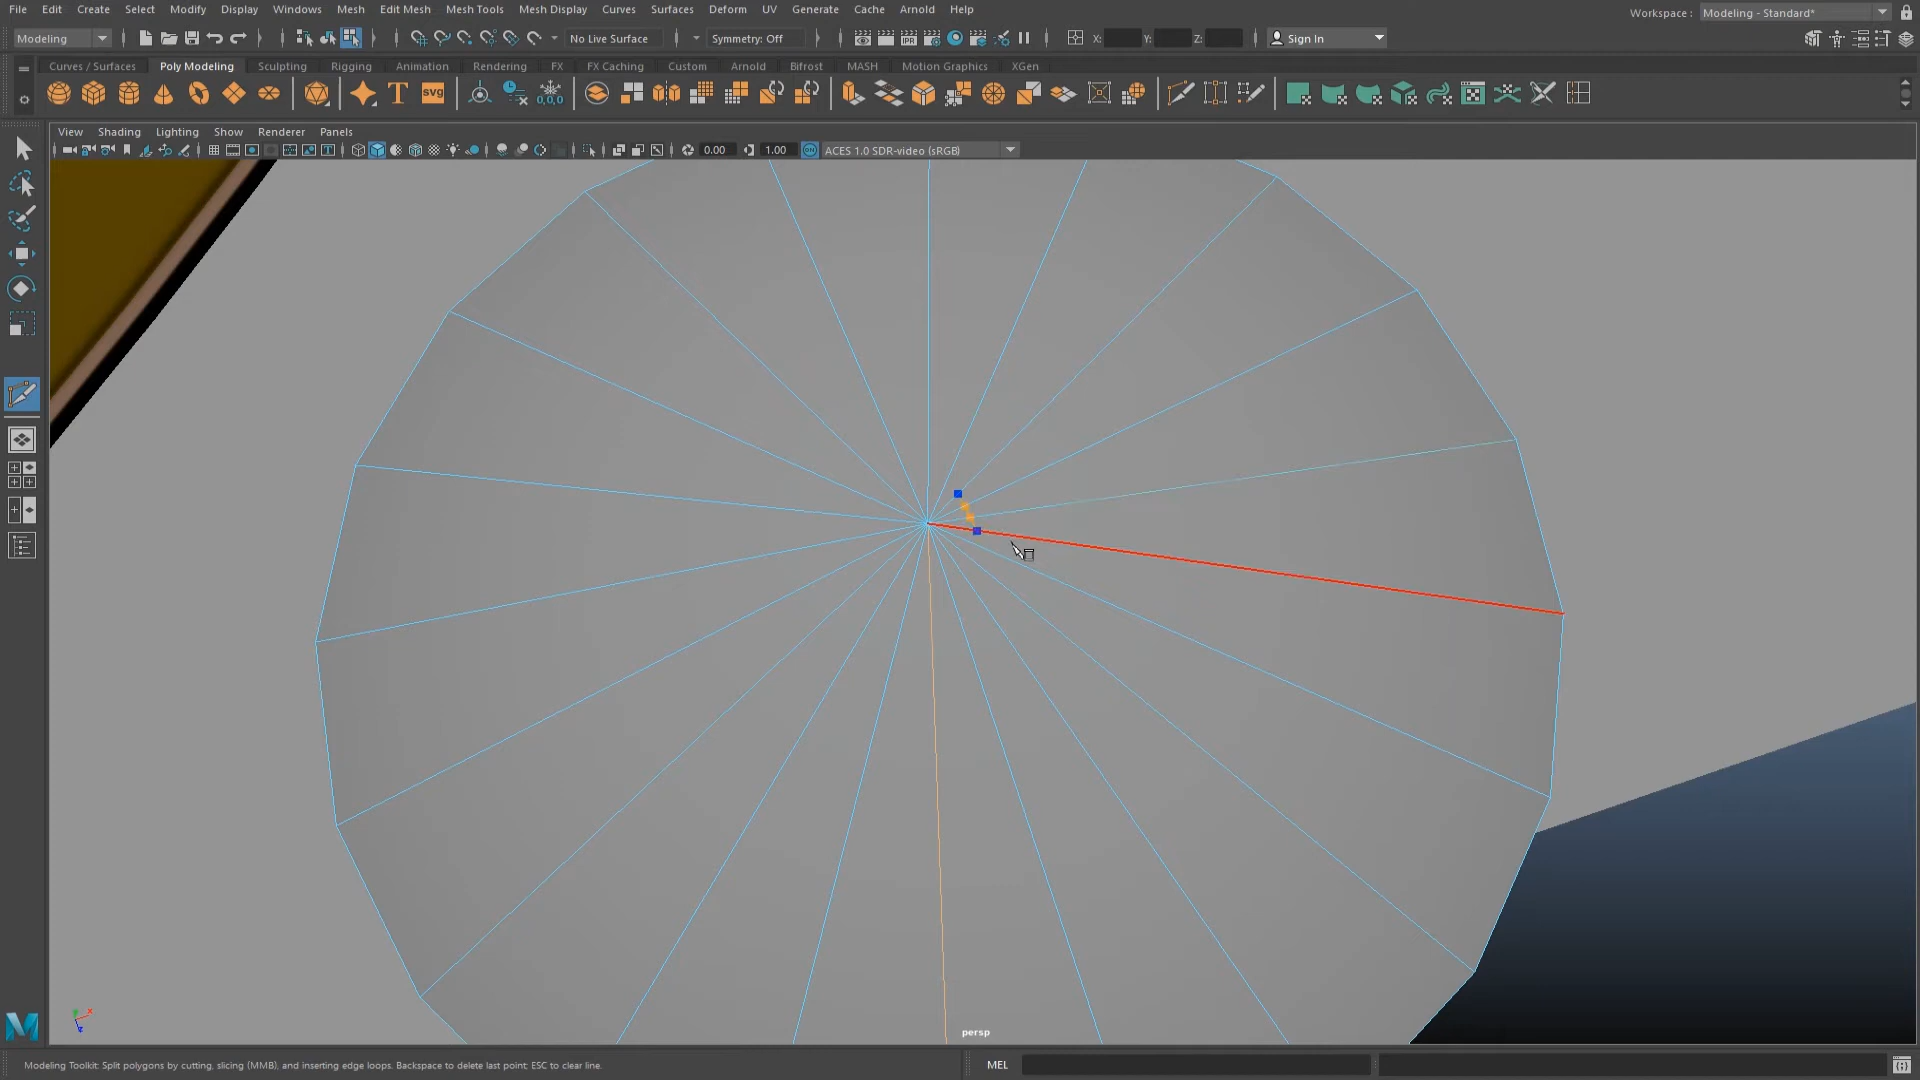 File Edit Create Select Modify Display Windows Mesh Edit Mesh Mesh Tools Mesh Display Curves Surfaces Deform UV Generate Cache Arnold Help
Workspace : Modeling - Standard*
Modeling No Live Surface Symmetry: Off X: Y: Z: Sign In
Curves / Surfaces Poly Modeling Sculpting Rigging Animation Rendering FX FX Caching Custom Arnold Bifrost MASH Motion Graphics XGen
T svg 0,0,0
View Shading Lighting Show Renderer Panels
0.00 1.00 ACES 1.0 SDR-video (sRGB)
persp
Modeling Toolkit: Split polygons by cutting, slicing (MMB), and inserting edge loops. Backspace to delete last point; ESC to clear line.
MEL